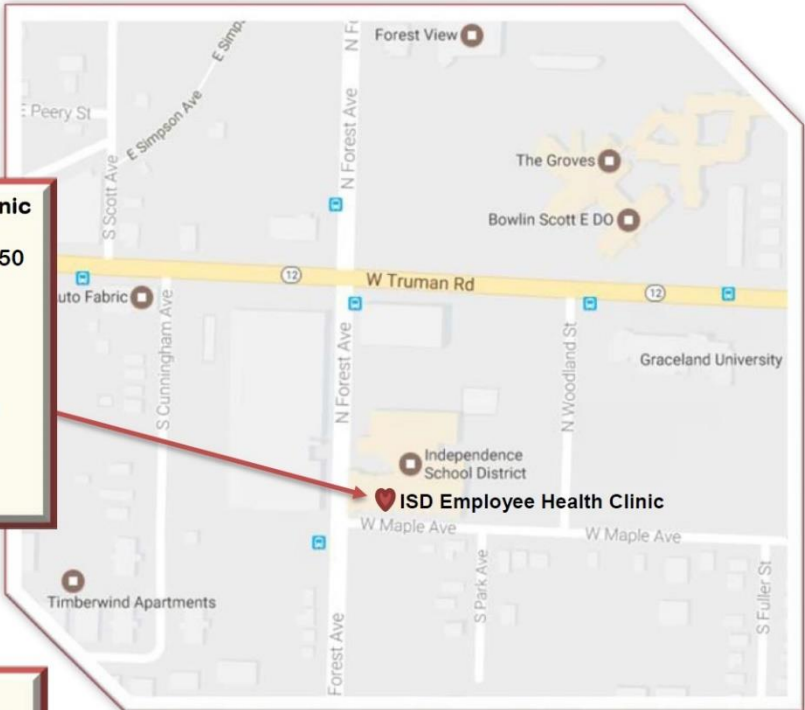 Forest View
N Forest Ave
E Peery St
E Simpson Ave
E Simp
N Fo
S Scott Ave
The Groves
Bowlin Scott E DO
nic
50
12
W Truman Rd
12
uto Fabric
S Cunningham Ave
N Forest Ave
N Woodland St
Graceland University
Independence
School District
ISD Employee Health Clinic
W Maple Ave
W Maple Ave
S Park Ave
S Fuller St
Timberwind Apartments
Forest Ave